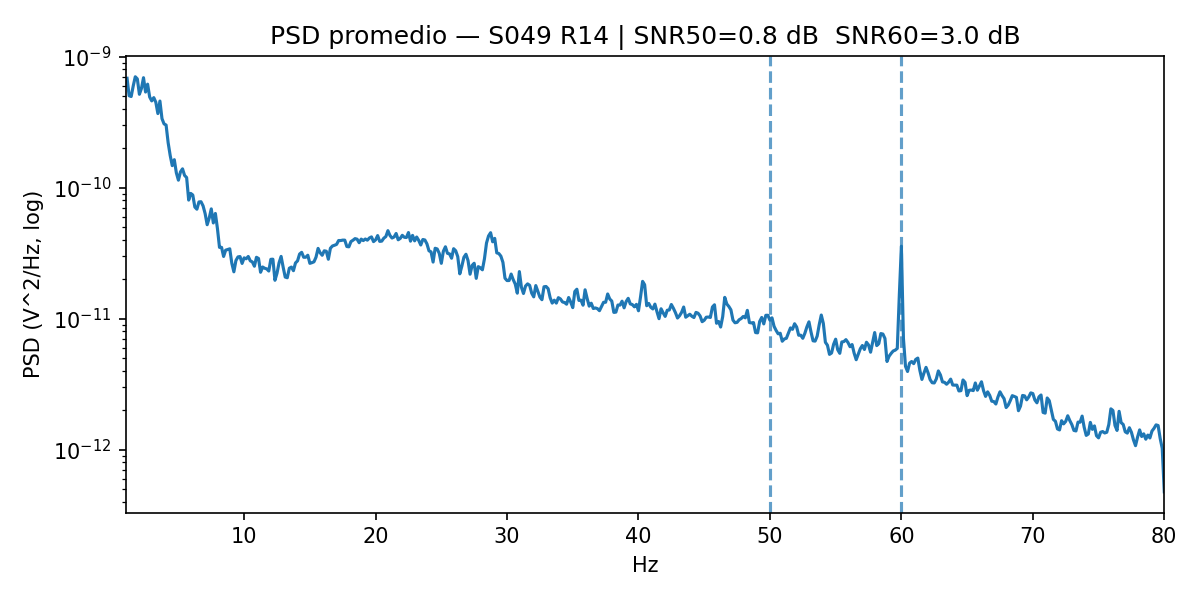 PSD promedio — S049 R14 | SNR50=0.8 dB  SNR60=3.0 dB
PSD (V^2/Hz, log)
10⁻⁹
10⁻¹⁰
10⁻¹¹
10⁻¹²
10 20 30 40 50 60 70 80
Hz